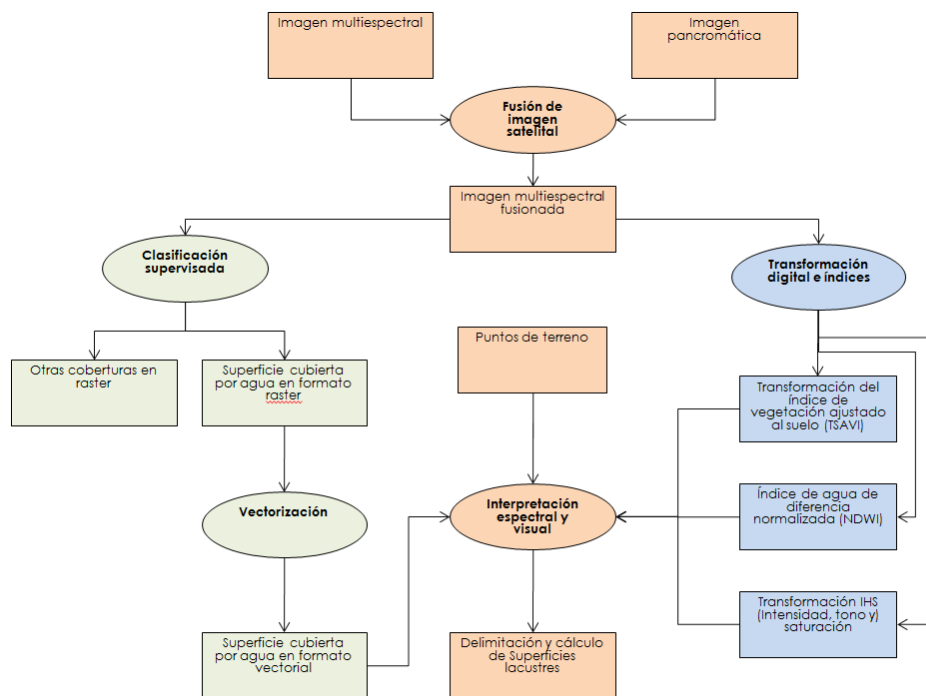 Imagen multiespectral
Imagen
pancromática
Fusión de
imagen
satelital
Imagen multiespectral
fusionada
Clasificación
supervisada
Transformación
digital e índices
Puntos de terreno
Otras coberturas en
raster
Superficie cubierta
por agua en formato
raster
Transformación del
índice de
vegetación ajustado
al suelo (TSAVI)
Vectorización
Interpretación
espectral y
visual
Índice de agua de
diferencia
normalizada (NDWI)
Transformación IHS
(Intensidad, tono y)
saturación
Superficie cubierta
por agua en formato
vectorial
Delimitación y cálculo
de Superficies
lacustres